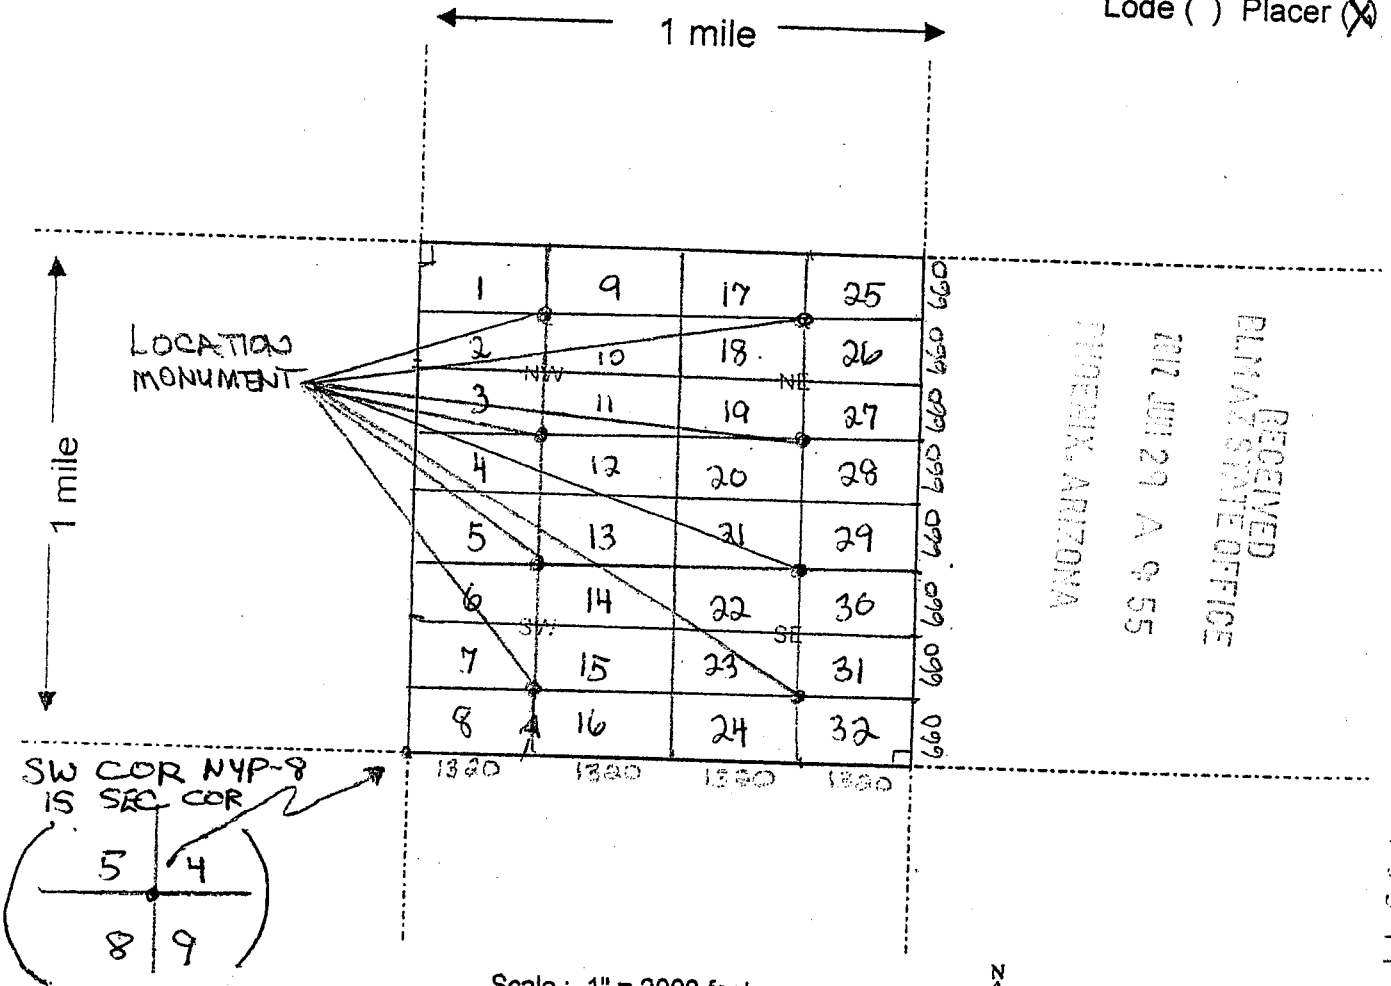 Lode ( ) Placer (X)
1 mile
LOCATION
MONUMENT
1 mile
1 9 17 25 660
2 10 18. 26 660
NW NE
3 11 19 27 660
4 12 20 28 660
5 13 21 29 660
6 14 22 30 660
SW SE
7 15 23 31 660
8 16 24 32 660
1320 1320 1320 1320
SW COR NYP-8
IS SEC COR
5 4
8 9
RECEIVED
BLM AZ STATE OFFICE
JUL 29 A 9 55
PHOENIX, ARIZONA
N